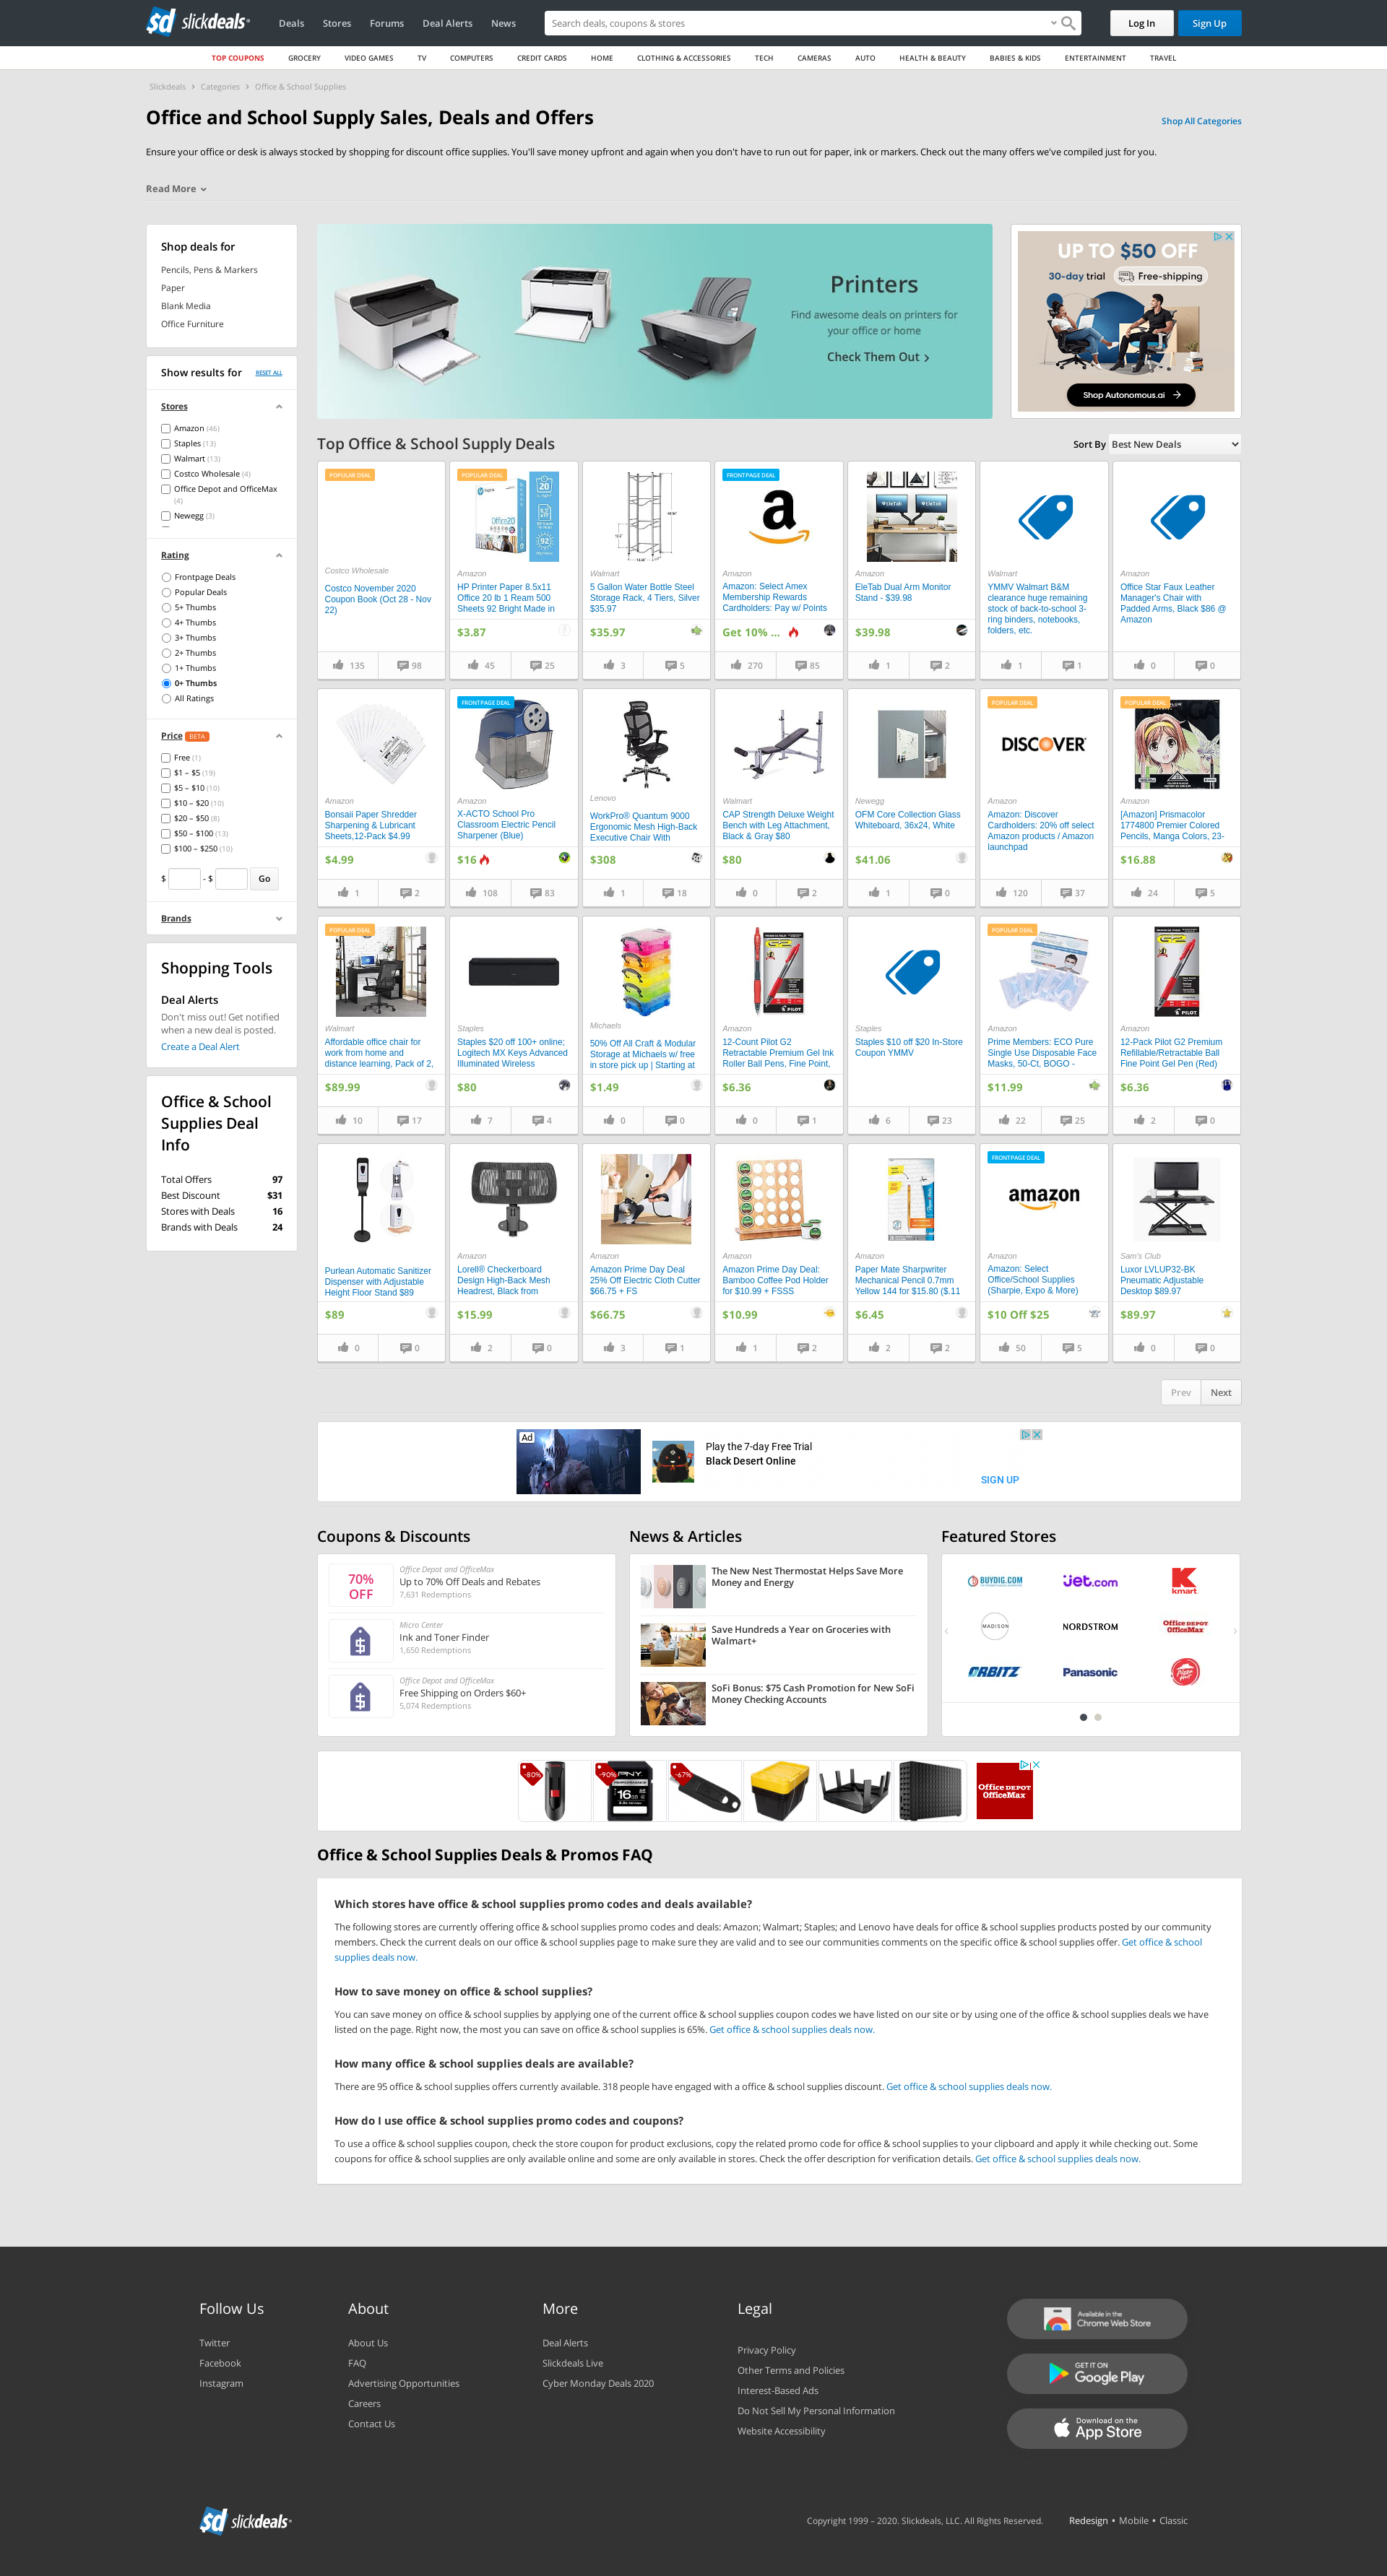 slickdeals
Deals
Stores
Forums
Deal Alerts
News
Search deals, coupons & stores
Log In
Sign Up
TOP COUPONS
GROCERY
VIDEO GAMES
TV
COMPUTERS
CREDIT CARDS
HOME
CLOTHING & ACCESSORIES
TECH
CAMERAS
AUTO
HEALTH & BEAUTY
BABIES & KIDS
ENTERTAINMENT
TRAVEL
Slickdeals › Categories › Office & School Supplies
Office and School Supply Sales, Deals and Offers
Shop All Categories
Ensure your office or desk is always stocked by shopping for discount office supplies. You'll save money upfront and again when you don't have to run out for paper, ink or markers. Check out the many offers we've compiled just for you.
Read More
Shop deals for
Pencils, Pens & Markers
Paper
Blank Media
Office Furniture
Show results for
RESET ALL
Stores
Amazon (46)
Staples (13)
Walmart (13)
Costco Wholesale (4)
Office Depot and OfficeMax
(4)
Newegg (3)
Rating
Frontpage Deals
Popular Deals
5+ Thumbs
4+ Thumbs
3+ Thumbs
2+ Thumbs
1+ Thumbs
0+ Thumbs
All Ratings
Price BETA
Free (1)
$1 – $5 (19)
$5 – $10 (10)
$10 – $20 (10)
$20 – $50 (8)
$50 – $100 (13)
$100 – $250 (10)
$ - $ Go
Brands
Shopping Tools
Deal Alerts
Don't miss out! Get notified
when a new deal is posted.
Create a Deal Alert
Office & School
Supplies Deal
Info
Total Offers 97
Best Discount $31
Stores with Deals 16
Brands with Deals 24
Printers
Find awesome deals on printers for
your office or home
Check Them Out
UP TO $50 OFF
30-day trial
Free-shipping
Shop Autonomous.ai
Top Office & School Supply Deals
Sort By Best New Deals
POPULAR DEAL
Costco Wholesale
Costco November 2020
Coupon Book (Oct 28 - Nov
22)
135 98
POPULAR DEAL
Office20
20
92
Amazon
HP Printer Paper 8.5x11
Office 20 lb 1 Ream 500
Sheets 92 Bright Made in
$3.87
45 25
Walmart
5 Gallon Water Bottle Steel
Storage Rack, 4 Tiers, Silver
$35.97
$35.97
3 5
FRONTPAGE DEAL
Amazon
Amazon: Select Amex
Membership Rewards
Cardholders: Pay w/ Points
Get 10% ...
270 85
Amazon
EleTab Dual Arm Monitor
Stand - $39.98
$39.98
1 2
Walmart
YMMV Walmart B&M
clearance huge remaining
stock of back-to-school 3-
ring binders, notebooks,
folders, etc.
1 1
Amazon
Office Star Faux Leather
Manager's Chair with
Padded Arms, Black $86 @
Amazon
0 0
Amazon
Bonsaii Paper Shredder
Sharpening & Lubricant
Sheets,12-Pack $4.99
$4.99
1 2
FRONTPAGE DEAL
Amazon
X-ACTO School Pro
Classroom Electric Pencil
Sharpener (Blue)
$16
108 83
Lenovo
WorkPro® Quantum 9000
Ergonomic Mesh High-Back
Executive Chair With
$308
1 18
Walmart
CAP Strength Deluxe Weight
Bench with Leg Attachment,
Black & Gray $80
$80
0 2
Newegg
OFM Core Collection Glass
Whiteboard, 36x24, White
$41.06
1 0
POPULAR DEAL
DISCOVER
Amazon
Amazon: Discover
Cardholders: 20% off select
Amazon products / Amazon
launchpad
120 37
POPULAR DEAL
Amazon
[Amazon] Prismacolor
1774800 Premier Colored
Pencils, Manga Colors, 23-
$16.88
24 5
POPULAR DEAL
Walmart
Affordable office chair for
work from home and
distance learning, Pack of 2,
$89.99
10 17
Staples
Staples $20 off 100+ online;
Logitech MX Keys Advanced
Illuminated Wireless
$80
7 4
Michaels
50% Off All Craft & Modular
Storage at Michaels w/ free
in store pick up | Starting at
$1.49
0 0
G2
PILOT
Amazon
12-Count Pilot G2
Retractable Premium Gel Ink
Roller Ball Pens, Fine Point,
$6.36
0 1
Staples
Staples $10 off $20 In-Store
Coupon YMMV
6 23
POPULAR DEAL
Amazon
Prime Members: ECO Pure
Single Use Disposable Face
Masks, 50-Ct, BOGO -
$11.99
22 25
G2
PILOT
Amazon
12-Pack Pilot G2 Premium
Refillable/Retractable Ball
Fine Point Gel Pen (Red)
$6.36
2 0
Purlean Automatic Sanitizer
Dispenser with Adjustable
Height Floor Stand $89
$89
0 0
Amazon
Lorell® Checkerboard
Design High-Back Mesh
Headrest, Black from
$15.99
2 0
Amazon
Amazon Prime Day Deal
25% Off Electric Cloth Cutter
$66.75 + FS
$66.75
3 1
Amazon
Amazon Prime Day Deal:
Bamboo Coffee Pod Holder
for $10.99 + FSSS
$10.99
1 2
Amazon
Paper Mate Sharpwriter
Mechanical Pencil 0.7mm
Yellow 144 for $15.80 ($.11
$6.45
2 2
FRONTPAGE DEAL
amazon
Amazon
Amazon: Select
Office/School Supplies
(Sharpie, Expo & More)
$10 Off $25
50 5
Sam's Club
Luxor LVLUP32-BK
Pneumatic Adjustable
Desktop $89.97
$89.97
0 0
Prev
Next
Ad
Play the 7-day Free Trial
Black Desert Online
SIGN UP
Coupons & Discounts
70%
OFF
Office Depot and OfficeMax
Up to 70% Off Deals and Rebates
7,631 Redemptions
Micro Center
Ink and Toner Finder
1,650 Redemptions
Office Depot and OfficeMax
Free Shipping on Orders $60+
5,074 Redemptions
News & Articles
The New Nest Thermostat Helps Save More
Money and Energy
Save Hundreds a Year on Groceries with
Walmart+
SoFi Bonus: $75 Cash Promotion for New SoFi
Money Checking Accounts
Featured Stores
BUYDIG.COM
jet.com
kmart
MADISON
NORDSTROM
Office DEPOT
OfficeMax
ORBITZ
Panasonic
Pizza Hut
-80%
-90%
PNY
16GB
-67%
Office DEPOT
OfficeMax
Office & School Supplies Deals & Promos FAQ
Which stores have office & school supplies promo codes and deals available?
The following stores are currently offering office & school supplies promo codes and deals: Amazon; Walmart; Staples; and Lenovo have deals for office & school supplies products posted by our community
members. Check the current deals on our office & school supplies page to make sure they are valid and to see our communities comments on the specific office & school supplies offer. Get office & school
supplies deals now.
How to save money on office & school supplies?
You can save money on office & school supplies by applying one of the current office & school supplies coupon codes we have listed on our site or by using one of the office & school supplies deals we have
listed on the page. Right now, the most you can save on office & school supplies is 65%. Get office & school supplies deals now.
How many office & school supplies deals are available?
There are 95 office & school supplies offers currently available. 318 people have engaged with a office & school supplies discount. Get office & school supplies deals now.
How do I use office & school supplies promo codes and coupons?
To use a office & school supplies coupon, check the store coupon for product exclusions, copy the related promo code for office & school supplies to your clipboard and apply it while checking out. Some
coupons for office & school supplies are only available online and some are only available in stores. Check the offer description for verification details. Get office & school supplies deals now.
Follow Us
Twitter
Facebook
Instagram
About
About Us
FAQ
Advertising Opportunities
Careers
Contact Us
More
Deal Alerts
Slickdeals Live
Cyber Monday Deals 2020
Legal
Privacy Policy
Other Terms and Policies
Interest-Based Ads
Do Not Sell My Personal Information
Website Accessibility
Available in the
Chrome Web Store
GET IT ON
Google Play
Download on the
App Store
slickdeals
Copyright 1999 – 2020. Slickdeals, LLC. All Rights Reserved.
Redesign • Mobile • Classic